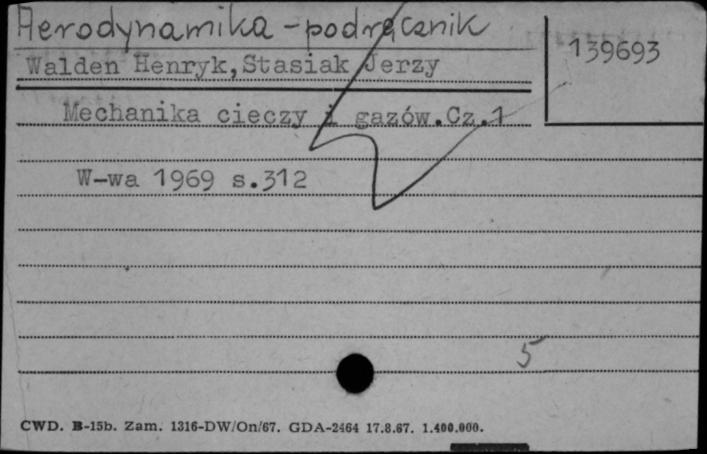 Aerodynamika - podręcznik
139693
Walden Henryk, Stasiak Jerzy
Mechanika cieczy i gazów. Cz. 1
W-wa 1969 s. 312
5
CWD. B-15b. Zam. 1316-DW/On/67. GDA-2464 17.8.67. 1.400.000.